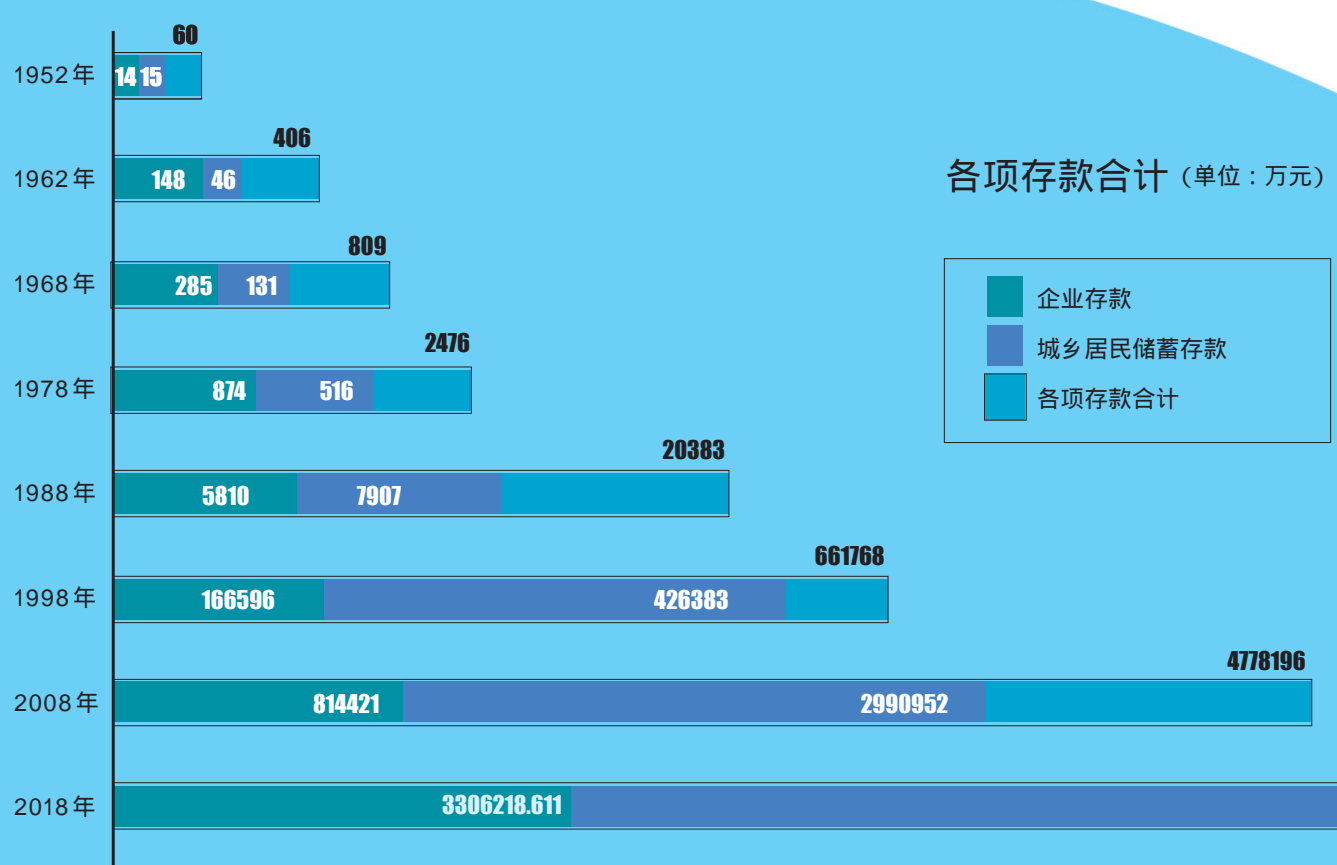 60
1952年 14 15
406
1962年 148 46
各项存款合计（单位：万元）
809
1968年 285 131
企业存款
城乡居民储蓄存款
各项存款合计
2476
1978年 874 516
20383
1988年 5810 7907
661768
1998年 166596 426383
4778196
2008年 814421 2990952
2018年 3306218.611